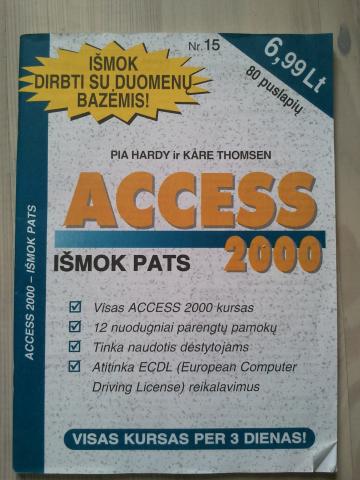 IŠMOK
DIRBTI SU DUOMENŲ
BAZĖMIS!
Nr.15
6,99Lt
80 puslapių
PIA HARDY ir KÅRE THOMSEN
ACCESS
2000
IŠMOK PATS
Visas ACCESS 2000 kursas
12 nuodugniai parengtų pamokų
Tinka naudotis dėstytojams
Atitinka ECDL (European Computer
Driving License) reikalavimus
VISAS KURSAS PER 3 DIENAS!
ACCESS 2000 – IŠMOK PATS